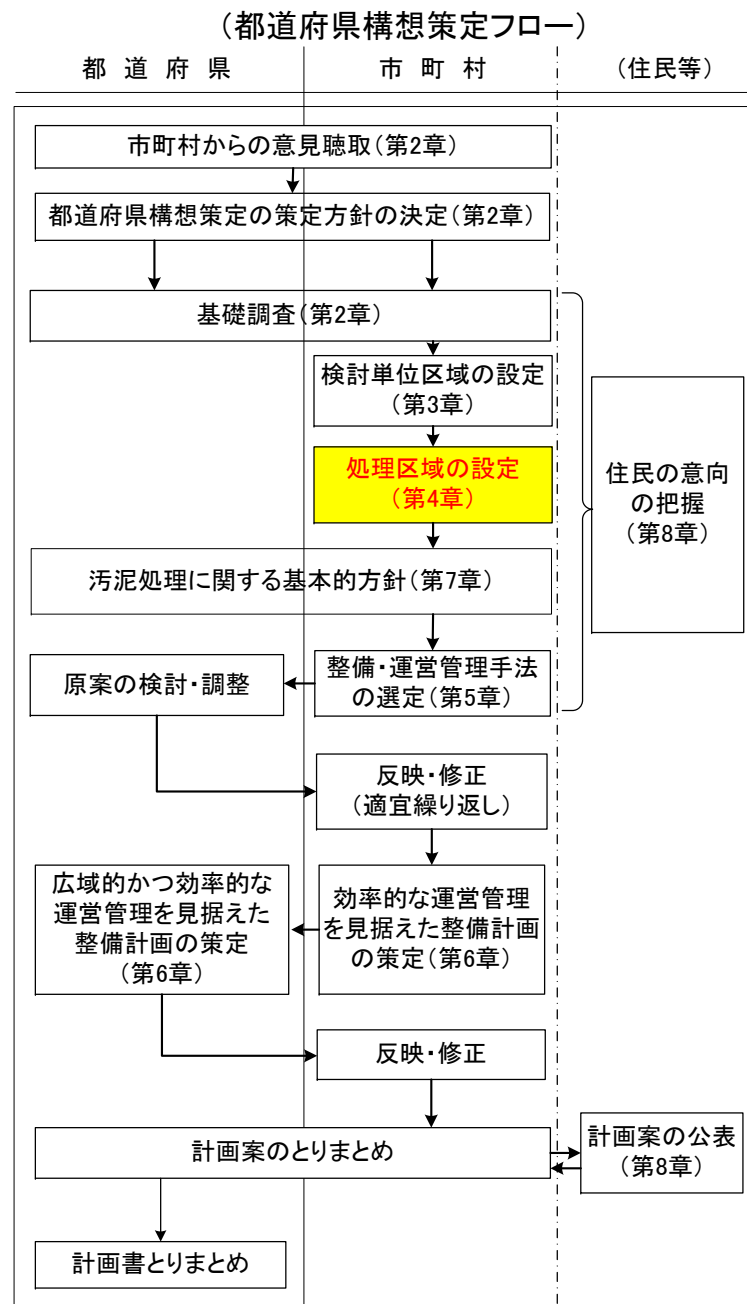 (都道府県構想策定フロー)
都 道 府 県
市 町 村
(住民等)
市町村からの意見聴取(第2章)
都道府県構想策定の策定方針の決定(第2章)
基礎調査(第2章)
検討単位区域の設定
(第3章)
処理区域の設定
(第4章)
住民の意向
の把握
(第8章)
汚泥処理に関する基本的方針(第7章)
原案の検討・調整
整備・運営管理手法
の選定(第5章)
反映・修正
(適宜繰り返し)
広域的かつ効率的な
運営管理を見据えた
整備計画の策定
(第6章)
効率的な運営管理
を見据えた整備計画
の策定(第6章)
反映・修正
計画案のとりまとめ
計画案の公表
(第8章)
計画書とりまとめ